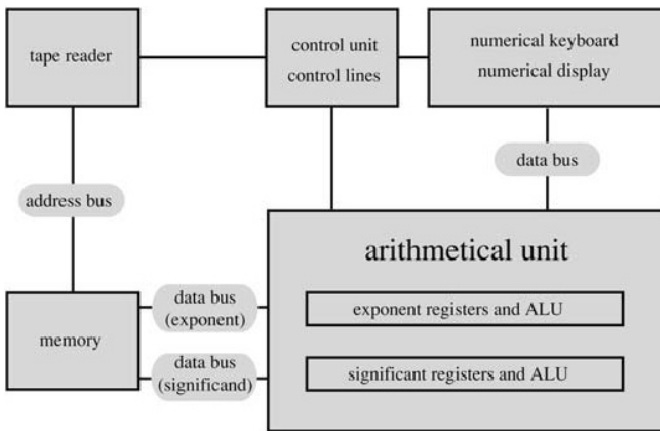 tape reader
control unit
control lines
numerical keyboard
numerical display
data bus
address bus
arithmetical unit
data bus
(exponent)
exponent registers and ALU
memory
data bus
(significand)
significant registers and ALU